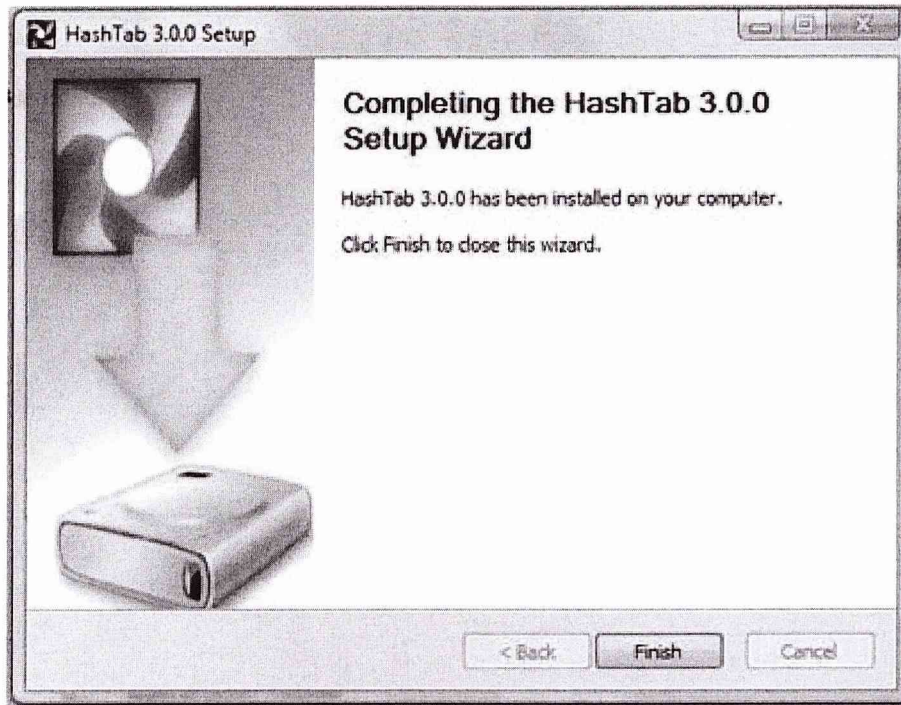 HashTab 3.0.0 Setup
Completing the HashTab 3.0.0
Setup Wizard
HashTab 3.0.0 has been installed on your computer.
Click Finish to close this wizard.
< Back
Finish
Cancel